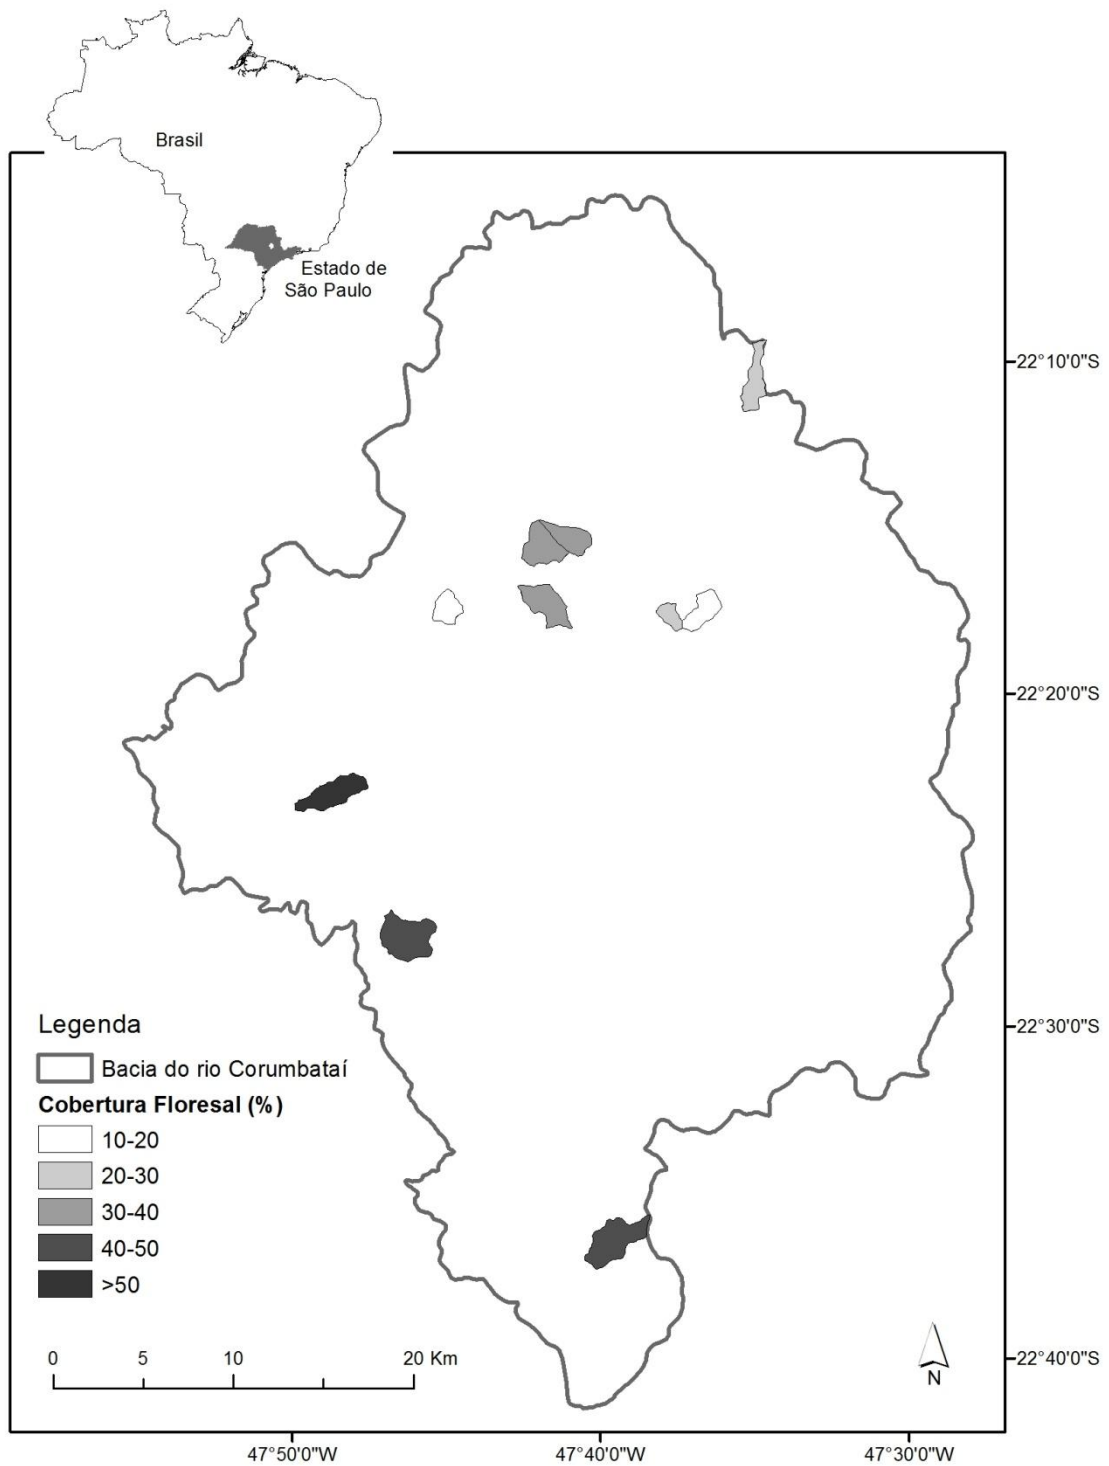 Brasil
Estado de
São Paulo
22°10'0"S
22°20'0"S
22°30'0"S
22°40'0"S
Legenda
Bacia do rio Corumbataí
Cobertura Floresal (%)
10-20
20-30
30-40
40-50
>50
0 5 10 20 Km
N
47°50'0"W 47°40'0"W 47°30'0"W